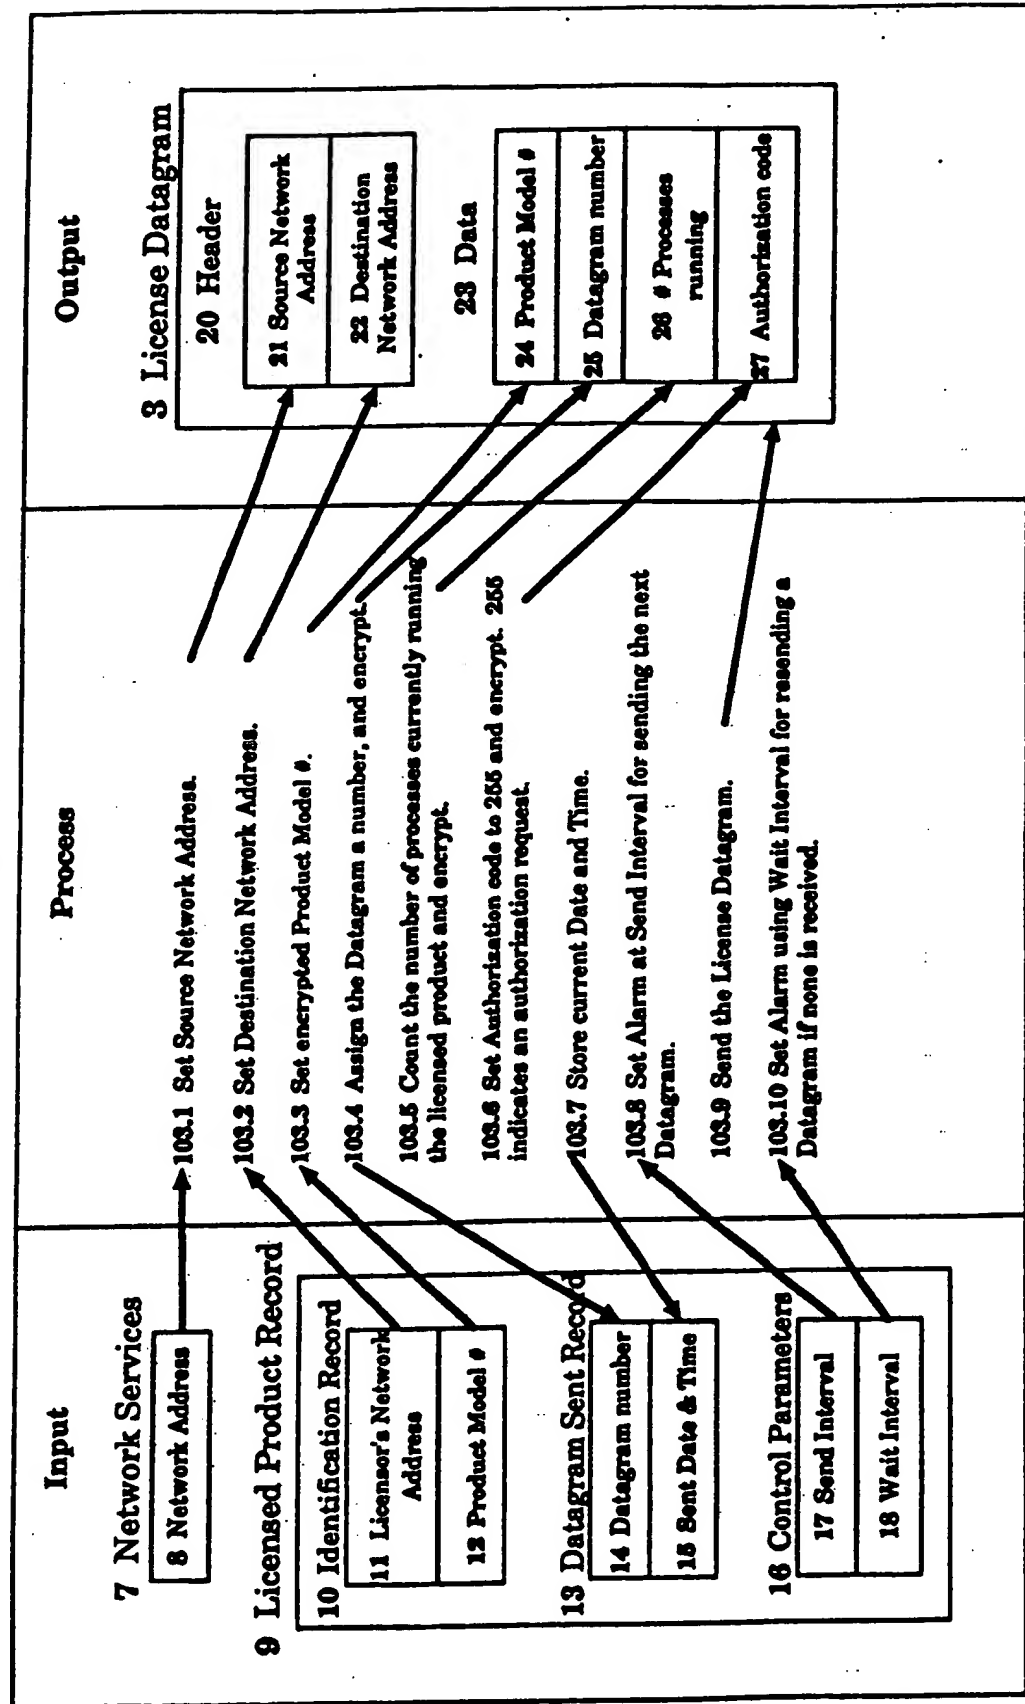 Input
7 Network Services
8 Network Address
9 Licensed Product Record
10 Identification Record
11 Licensor's Network
Address
12 Product Model #
13 Datagram Sent Record
14 Datagram number
15 Sent Date & Time
16 Control Parameters
17 Send Interval
18 Wait Interval
Process
103.1 Set Source Network Address.
103.2 Set Destination Network Address.
103.3 Set encrypted Product Model #.
103.4 Assign the Datagram a number, and encrypt.
103.5 Count the number of processes currently running
the licensed product and encrypt.
103.6 Set Authorization code to 255 and encrypt. 255
indicates an authorization request.
103.7 Store current Date and Time.
103.8 Set Alarm at Send Interval for sending the next
Datagram.
103.9 Send the License Datagram.
103.10 Set Alarm using Wait Interval for resending a
Datagram if none is received.
Output
3 License Datagram
20 Header
21 Source Network
Address
22 Destination
Network Address
23 Data
24 Product Model #
25 Datagram number
26 # Processes
running
27 Authorization code